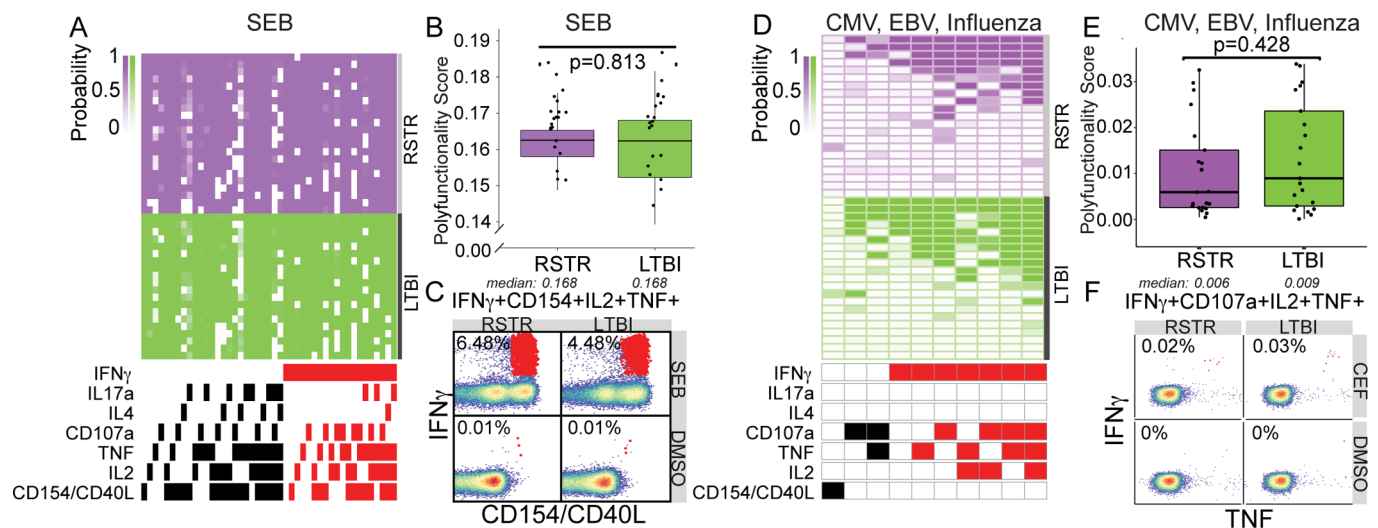 A
SEB
Probability
1
0.5
0
RSTR
LTBI
IFNγ
IL17a
IL4
CD107a
TNF
IL2
CD154/CD40L
B
SEB
Polyfunctionality Score
0.19
0.18
0.17
0.16
0.15
0.14
0.00
p=0.813
RSTR LTBI
median: 0.168 0.168
C
IFNγ+CD154+IL2+TNF+
RSTR LTBI
6.48% 4.48%
SEB
0.01% 0.01%
DMSO
IFNγ
CD154/CD40L
D
CMV, EBV, Influenza
Probability
1
0.5
0
RSTR
LTBI
IFNγ
IL17a
IL4
CD107a
TNF
IL2
CD154/CD40L
E
CMV, EBV, Influenza
Polyfunctionality Score
0.03
0.02
0.01
0.00
p=0.428
RSTR LTBI
median: 0.006 0.009
F
IFNγ+CD107a+IL2+TNF+
RSTR LTBI
0.02% 0.03%
CEF
0% 0%
DMSO
IFNγ
TNF